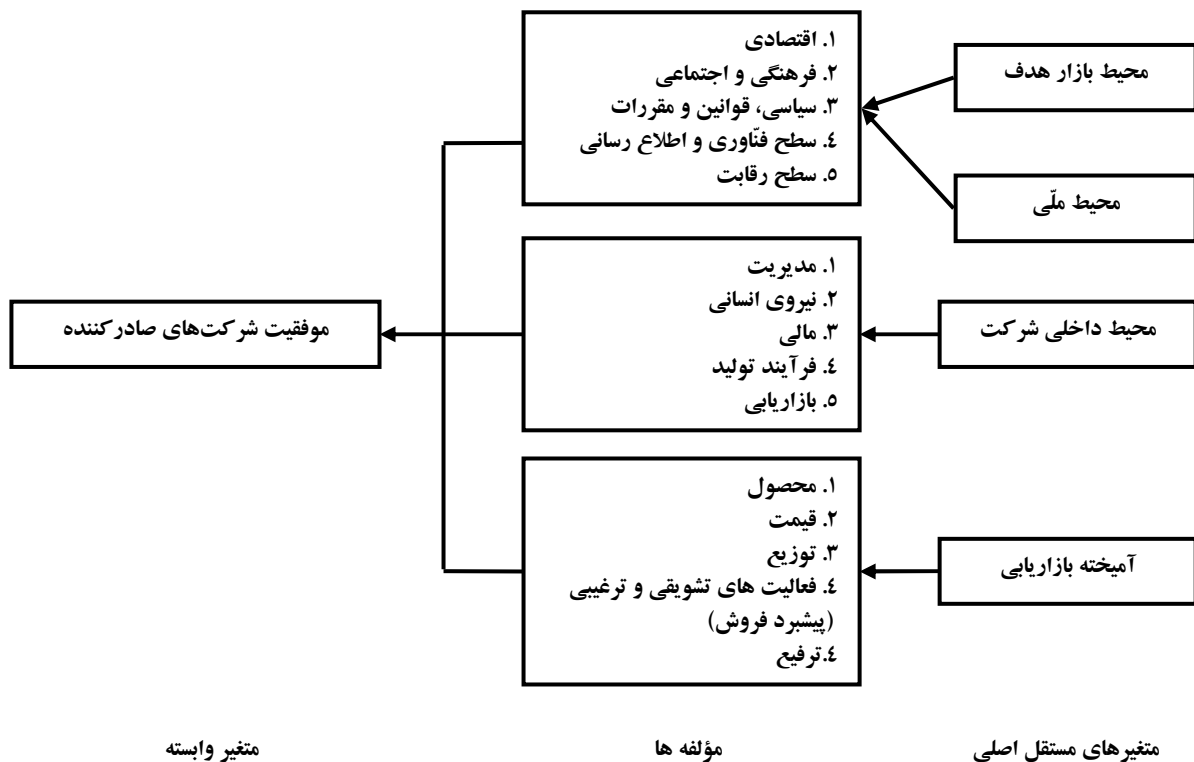 محیط بازار هدف
محیط ملّی
۱. اقتصادی
۲. فرهنگی و اجتماعی
۳. سیاسی، قوانین و مقررات
٤. سطح فنّاوری و اطلاع رسانی
٥. سطح رقابت
محیط داخلی شرکت
۱. مدیریت
۲. نیروی انسانی
۳. مالی
٤. فرآیند تولید
٥. بازاریابی
موفقیت شرکت‌های صادرکننده
آمیخته بازاریابی
۱. محصول
۲. قیمت
۳. توزیع
٤. فعالیت های تشویقی و ترغیبی
(پیشبرد فروش)
٤.ترفیع
متغیرهای مستقل اصلی
مؤلفه ها
متغیر وابسته